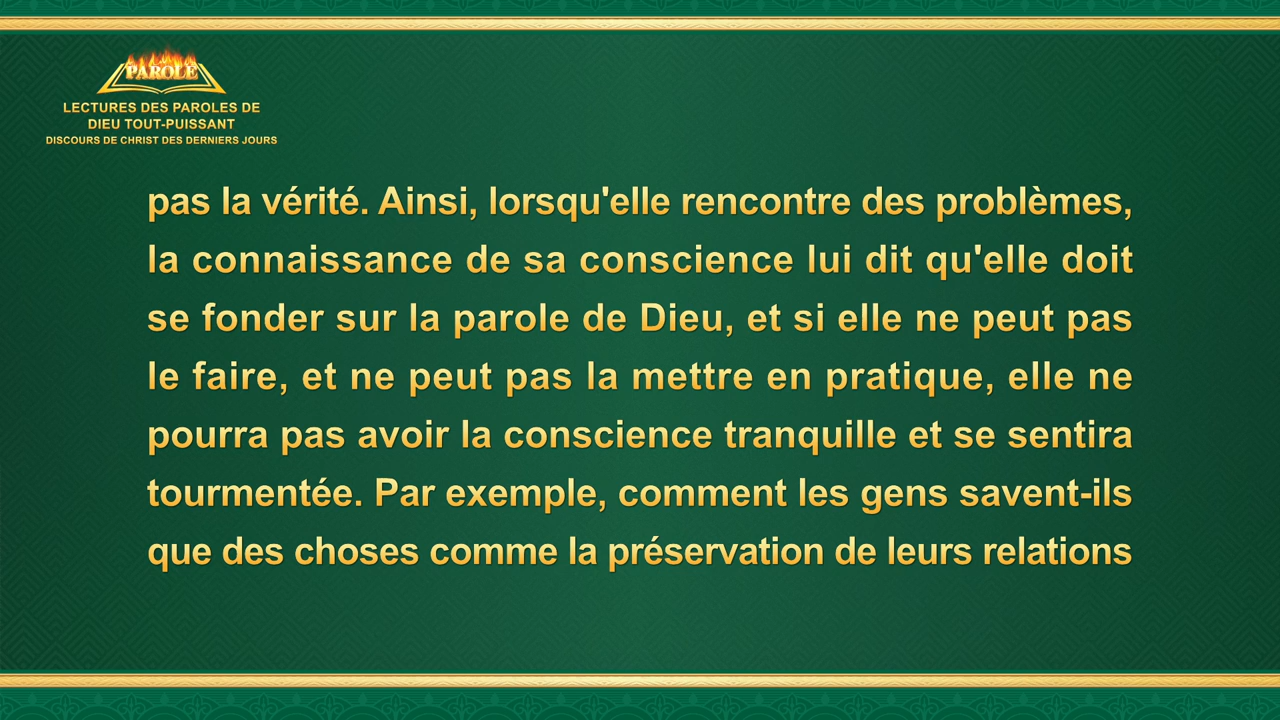 PAROLE
LECTURES DES PAROLES DE
DIEU TOUT-PUISSANT
DISCOURS DE CHRIST DES DERNIERS JOURS
pas la vérité. Ainsi, lorsqu'elle rencontre des problèmes,
la connaissance de sa conscience lui dit qu'elle doit
se fonder sur la parole de Dieu, et si elle ne peut pas
le faire, et ne peut pas la mettre en pratique, elle ne
pourra pas avoir la conscience tranquille et se sentira
tourmentée. Par exemple, comment les gens savent-ils
que des choses comme la préservation de leurs relations